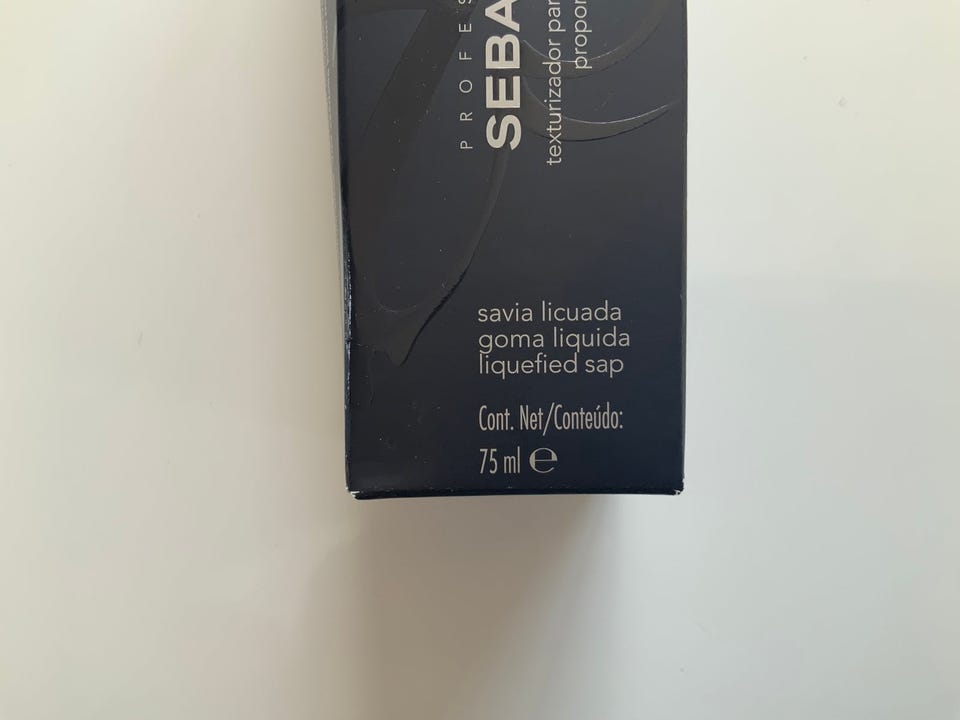 PROFES
SEBA
texturizador par
propor
savia licuada
goma liquida
liquefied sap
Cont. Net/Conteúdo:
75 ml ℮